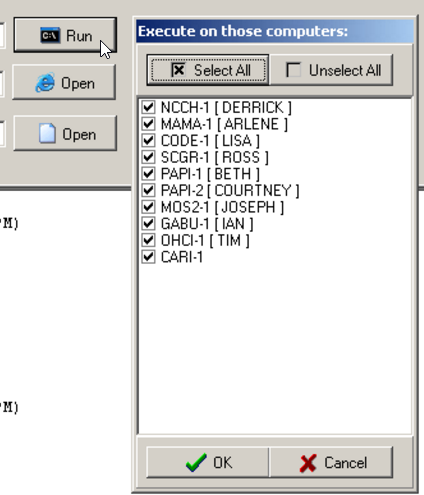 Run
Open
Open
PM)
PM)
Execute on those computers:
Select All
Unselect All
NCCH-1 [ DERRICK ]
MAMA-1 [ ARLENE ]
CODE-1 [ LISA ]
SCGR-1 [ ROSS ]
PAPI-1 [ BETH ]
PAPI-2 [ COURTNEY ]
MOS2-1 [ JOSEPH ]
GABU-1 [ IAN ]
OHCI-1 [ TIM ]
CARI-1
OK
Cancel